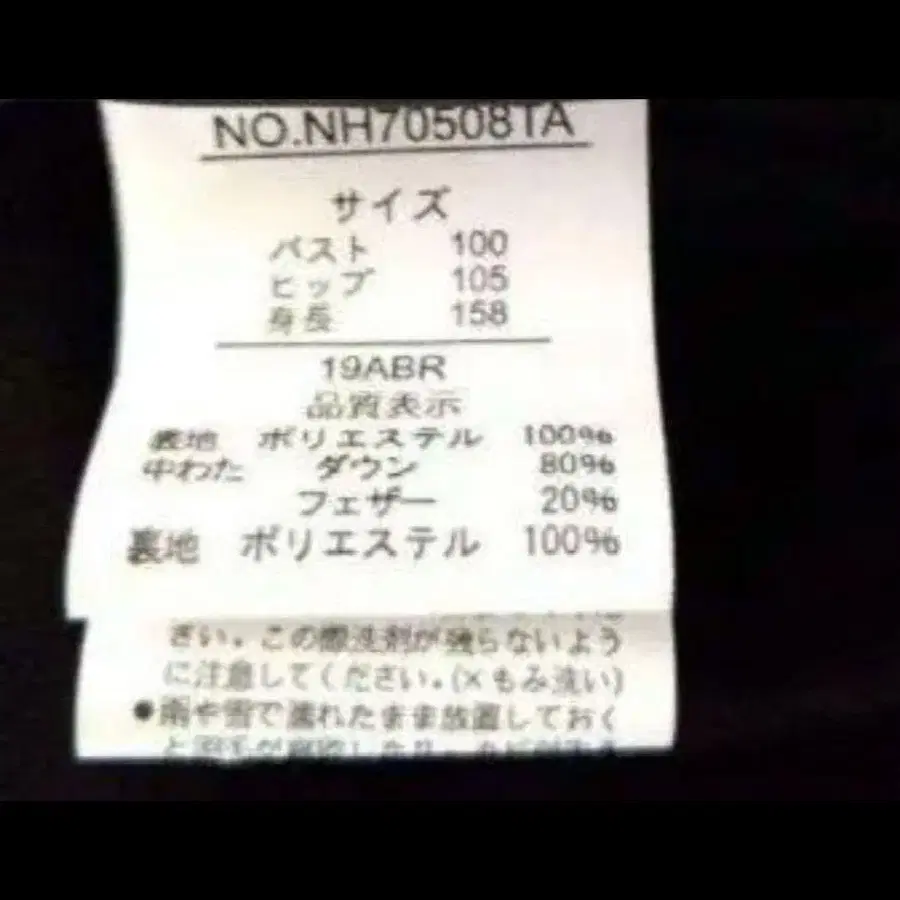 NO.NH70508TA
サイズ
バスト 100
ヒップ 105
身長 158
19ABR
品質表示
表地 ポリエステル 100%
中わた ダウン 80%
フェザー 20%
裏地 ポリエステル 100%
さい。この際洗剤が残らないよう
に注意してください。(×もみ洗い)
●雨や雪で濡れたまま放置しておく